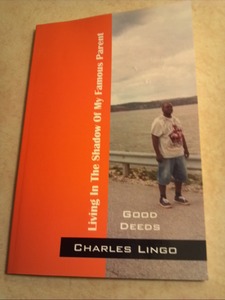 Living In The Shadow Of My Famous Parent
GOOD
DEEDS
CHARLES LINGO